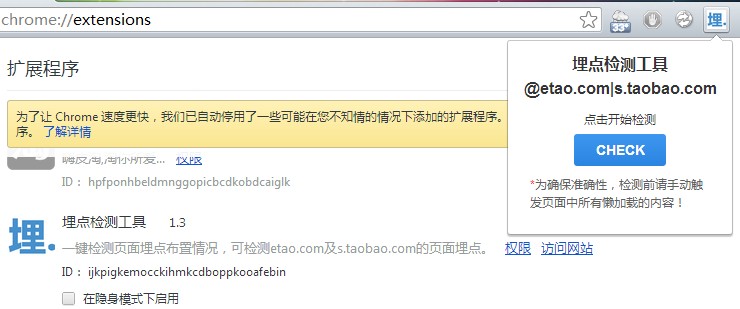 chrome://extensions
33°
埋.
扩展程序
为了让 Chrome 速度更快，我们已自动停用了一些可能在您不知情的情况下添加的扩展程序。
序。 了解详情
嗨皮淘,淘你所爱... 权限
ID： hpfponhbeldmnggopicbcdkobdcaiglk
埋.
埋点检测工具 1.3
一键检测页面埋点布置情况，可检测etao.com及s.taobao.com的页面埋点。 权限 访问网站
ID： ijkpigkemocckihmkcdboppkooafebin
在隐身模式下启用
埋点检测工具
@etao.com|s.taobao.com
点击开始检测
CHECK
*为确保准确性，检测前请手动触
发页面中所有懒加载的内容！